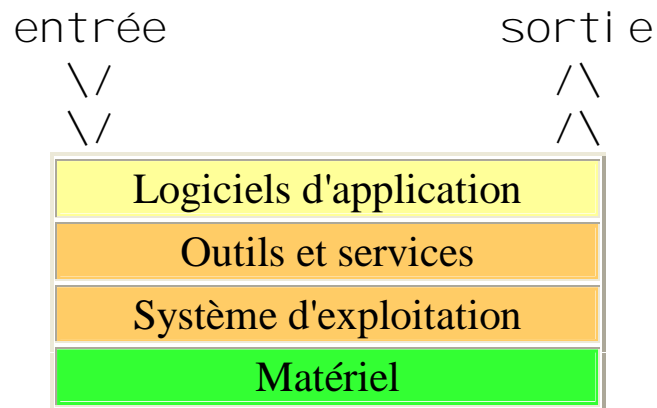 entrée sortie
\/ /\
\/ /\
Logiciels d'application
Outils et services
Système d'exploitation
Matériel